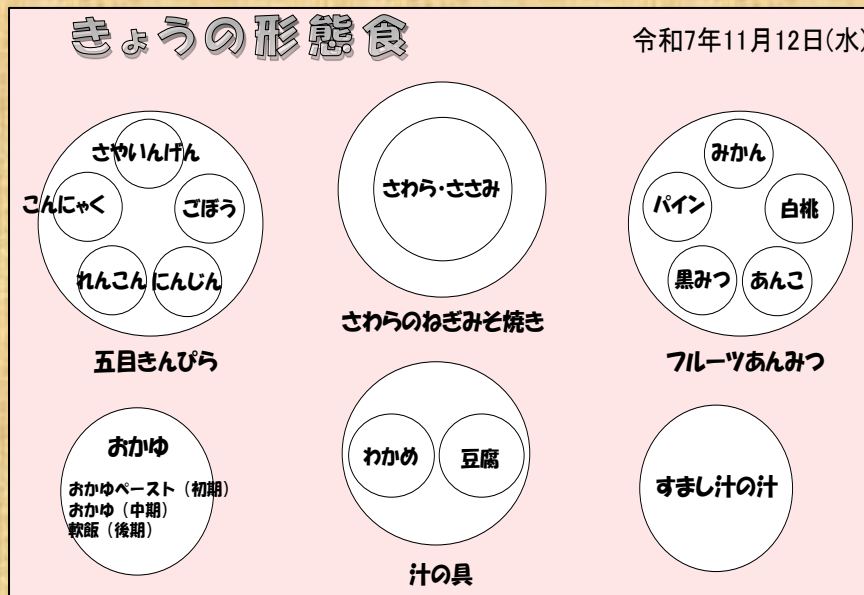 きょうの形態食
令和7年11月12日(水)
さやいんげん
こんにゃく
ごぼう
れんこん
にんじん
五目きんぴら
さわら・ささみ
さわらのねぎみそ焼き
みかん
パイン
白桃
黒みつ
あんこ
フルーツあんみつ
おかゆ
おかゆペースト（初期）
おかゆ（中期）
軟飯（後期）
わかめ
豆腐
汁の具
すまし汁の汁